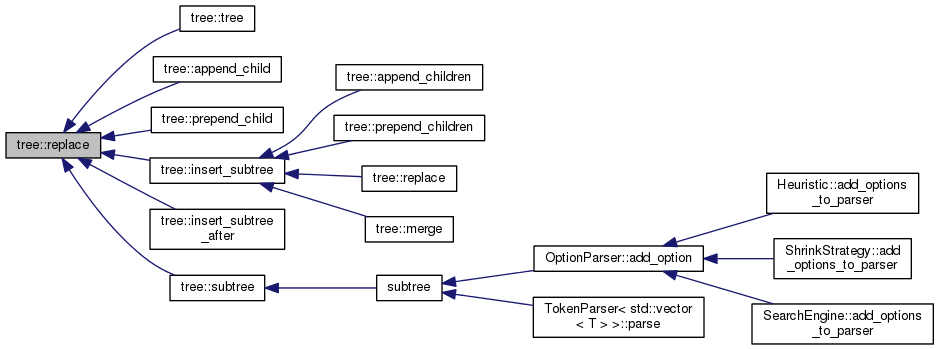 tree::replace
tree::tree
tree::append_child
tree::prepend_child
tree::insert_subtree
tree::append_children
tree::prepend_children
tree::replace
tree::merge
tree::insert_subtree
_after
tree::subtree
subtree
OptionParser::add_option
Heuristic::add_options
_to_parser
ShrinkStrategy::add
_options_to_parser
SearchEngine::add_options
_to_parser
TokenParser< std::vector
< T > >::parse